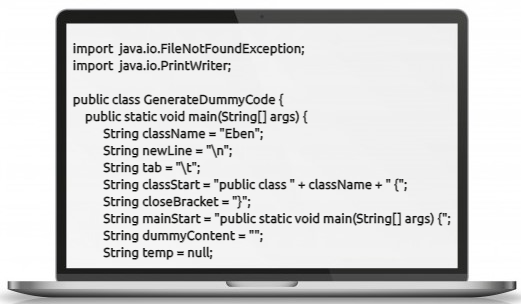 import java.io.FileNotFoundException;
import java.io.PrintWriter;
public class GenerateDummyCode {
public static void main(String[] args) {
String className = "Eben";
String newLine = "\n";
String tab = "\t";
String classStart = "public class " + className + " {";
String closeBracket = "}";
String mainStart = "public static void main(String[] args) {";
String dummyContent = "";
String temp = null;